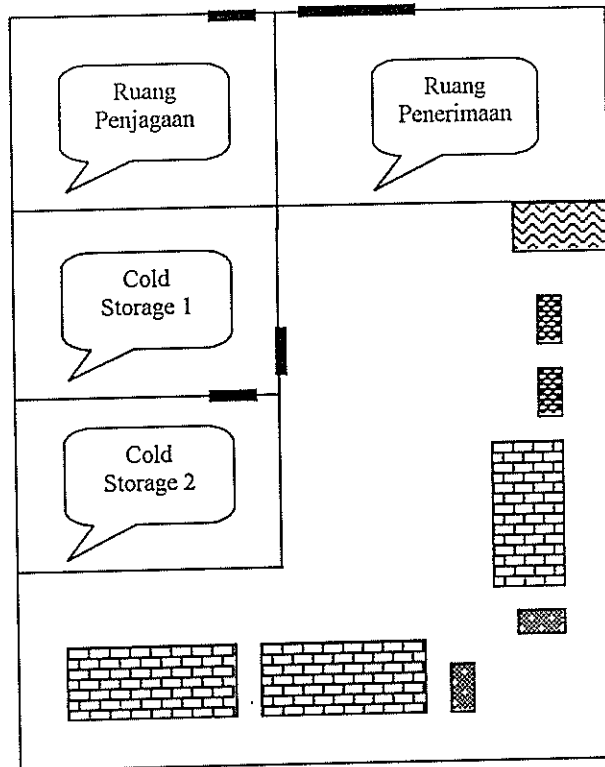 Ruang
Penjagaan
Ruang
Penerimaan
Cold
Storage 1
Cold
Storage 2